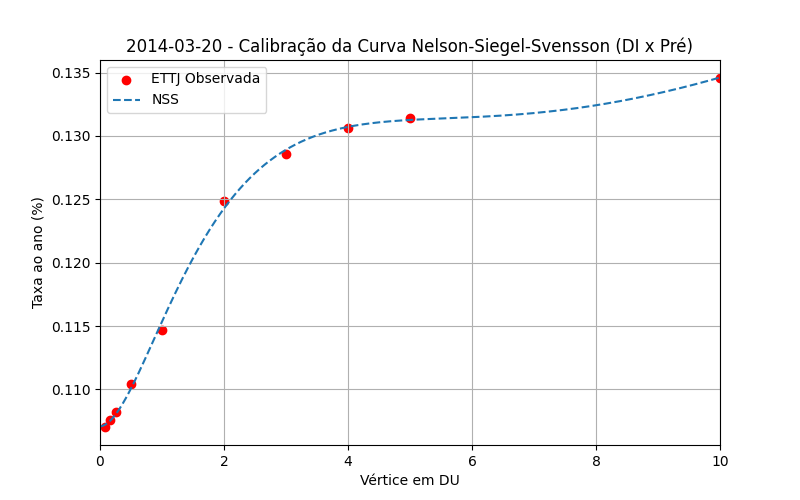 2014-03-20 - Calibração da Curva Nelson-Siegel-Svensson (DI x Pré)
ETTJ Observada
NSS
Taxa ao ano (%)
0.135
0.130
0.125
0.120
0.115
0.110
0 2 4 6 8 10
Vértice em DU